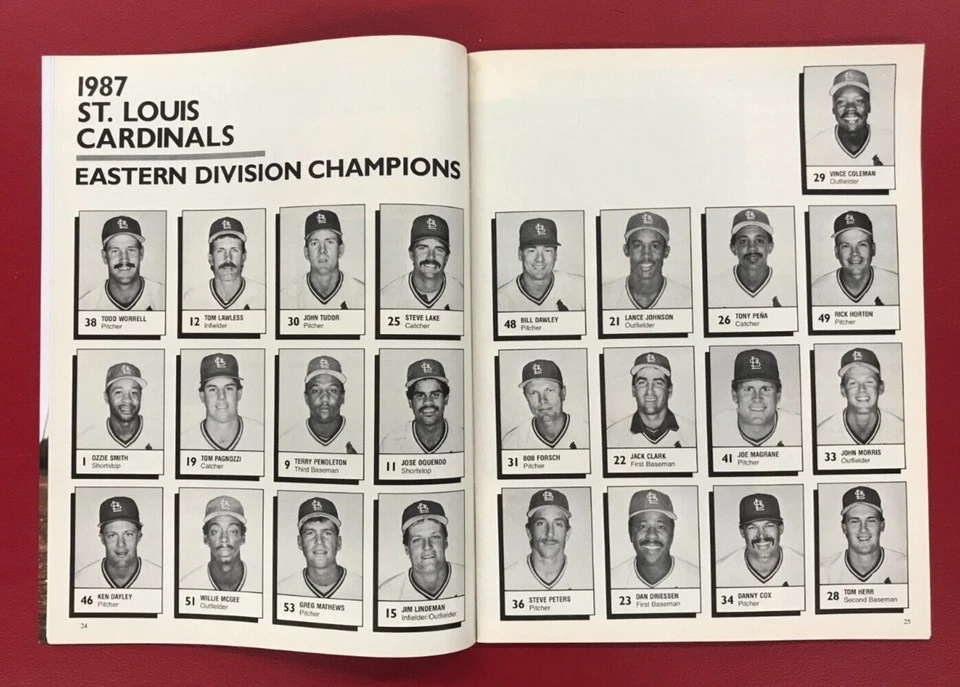 1987
ST. LOUIS
CARDINALS
EASTERN DIVISION CHAMPIONS
29 VINCE COLEMAN
Outfielder
38 TODD WORRELL
Pitcher
12 TOM LAWLESS
Infielder
30 JOHN TUDOR
Pitcher
25 STEVE LAKE
Catcher
48 BILL DAWLEY
Pitcher
21 LANCE JOHNSON
Outfielder
26 TONY PEÑA
Catcher
49 RICK HORTON
Pitcher
1 OZZIE SMITH
Shortstop
19 TOM PAGNOZZI
Catcher
9 TERRY PENDLETON
Third Baseman
11 JOSE OQUENDO
Shortstop
31 BOB FORSCH
Pitcher
22 JACK CLARK
First Baseman
41 JOE MAGRANE
Pitcher
33 JOHN MORRIS
Outfielder
46 KEN DAYLEY
Pitcher
51 WILLIE MCGEE
Outfielder
53 GREG MATHEWS
Pitcher
15 JIM LINDEMAN
Infielder/Outfielder
36 STEVE PETERS
Pitcher
23 DAN DRIESSEN
First Baseman
34 DANNY COX
Pitcher
28 TOM HERR
Second Baseman
24
25